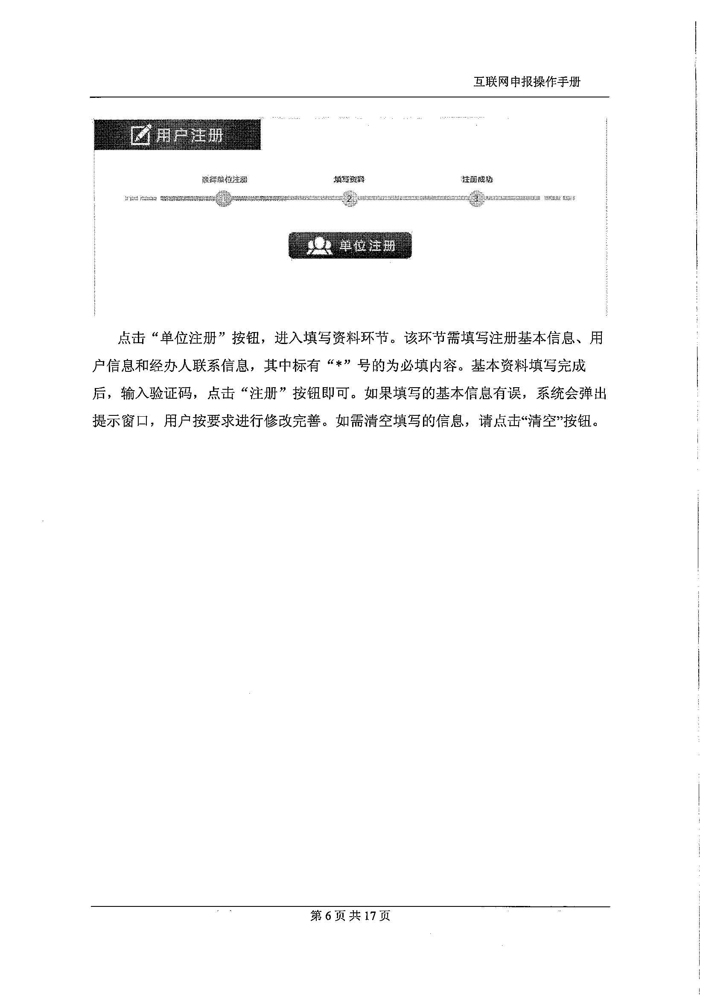 互联网申报操作手册
用户注册
选择单位注册 填写资料 注册成功
1 2 3
单位注册
点击“单位注册”按钮，进入填写资料环节。该环节需填写注册基本信息、用
户信息和经办人联系信息，其中标有“*”号的为必填内容。基本资料填写完成
后，输入验证码，点击“注册”按钮即可。如果填写的基本信息有误，系统会弹出
提示窗口，用户按要求进行修改完善。如需清空填写的信息，请点击“清空”按钮。
第 6 页 共 17 页